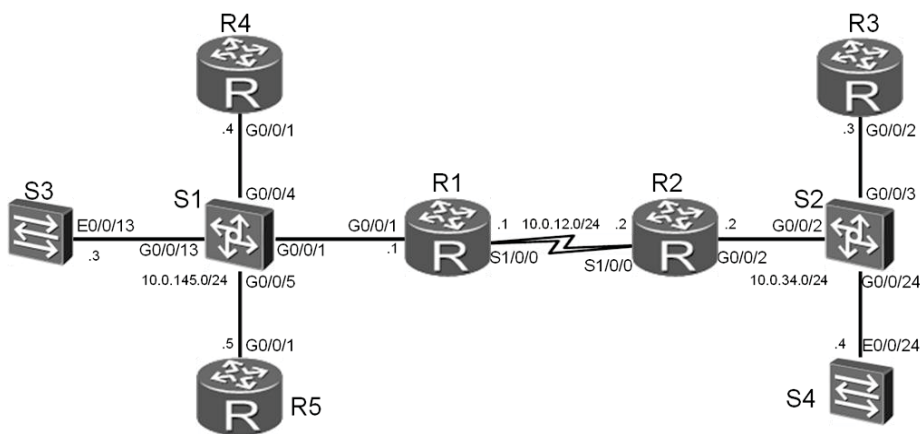 R4
R
.4 G0/0/1
R3
R
.3 G0/0/2
S3
E0/0/13
.3
S1
G0/0/4
G0/0/13
G0/0/1
10.0.145.0/24
G0/0/5
R1
G0/0/1
.1
R
.1 10.0.12.0/24 .2
S1/0/0
S1/0/0
R2
R
.2
G0/0/2
S2
G0/0/3
G0/0/2
10.0.34.0/24
G0/0/24
.5 G0/0/1
R
R5
.4 E0/0/24
S4